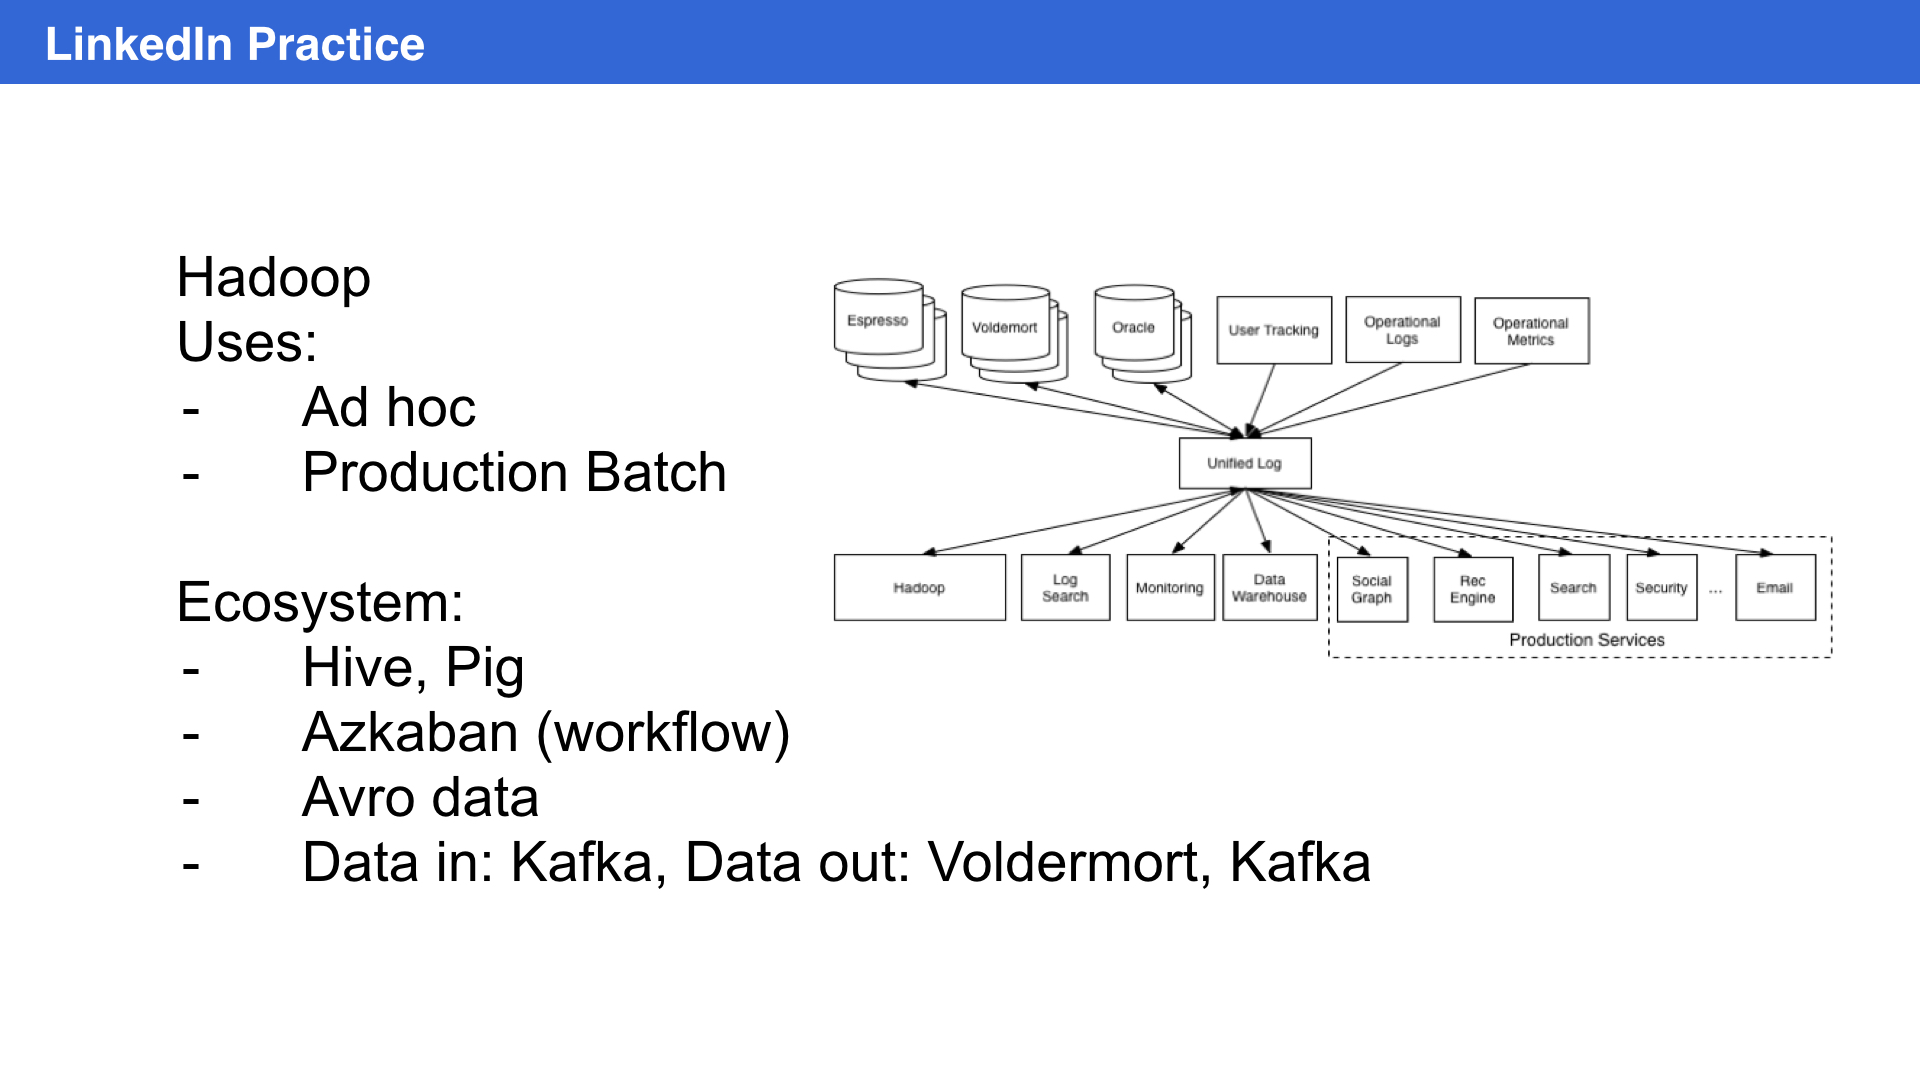 LinkedIn Practice
Hadoop
Uses:
- Ad hoc
- Production Batch
Ecosystem:
- Hive, Pig
- Azkaban (workflow)
- Avro data
- Data in: Kafka, Data out: Voldermort, Kafka
Espresso
Voldemort
Oracle
User Tracking
Operational
Logs
Operational
Metrics
Unified Log
Hadoop
Log
Search
Monitoring
Data
Warehouse
Social
Graph
Rec
Engine
Search
Security
...
Email
Production Services